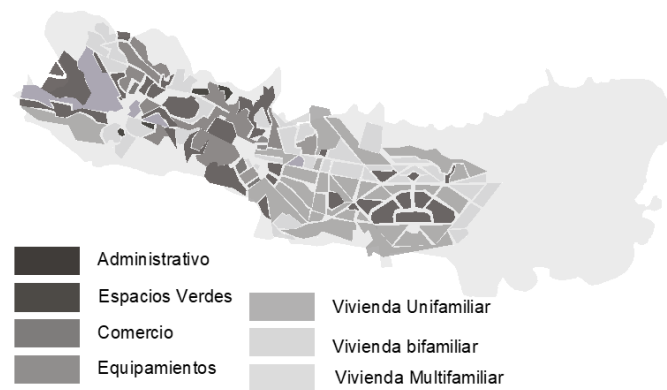 Administrativo
Espacios Verdes
Comercio
Equipamientos
Vivienda Unifamiliar
Vivienda bifamiliar
Vivienda Multifamiliar